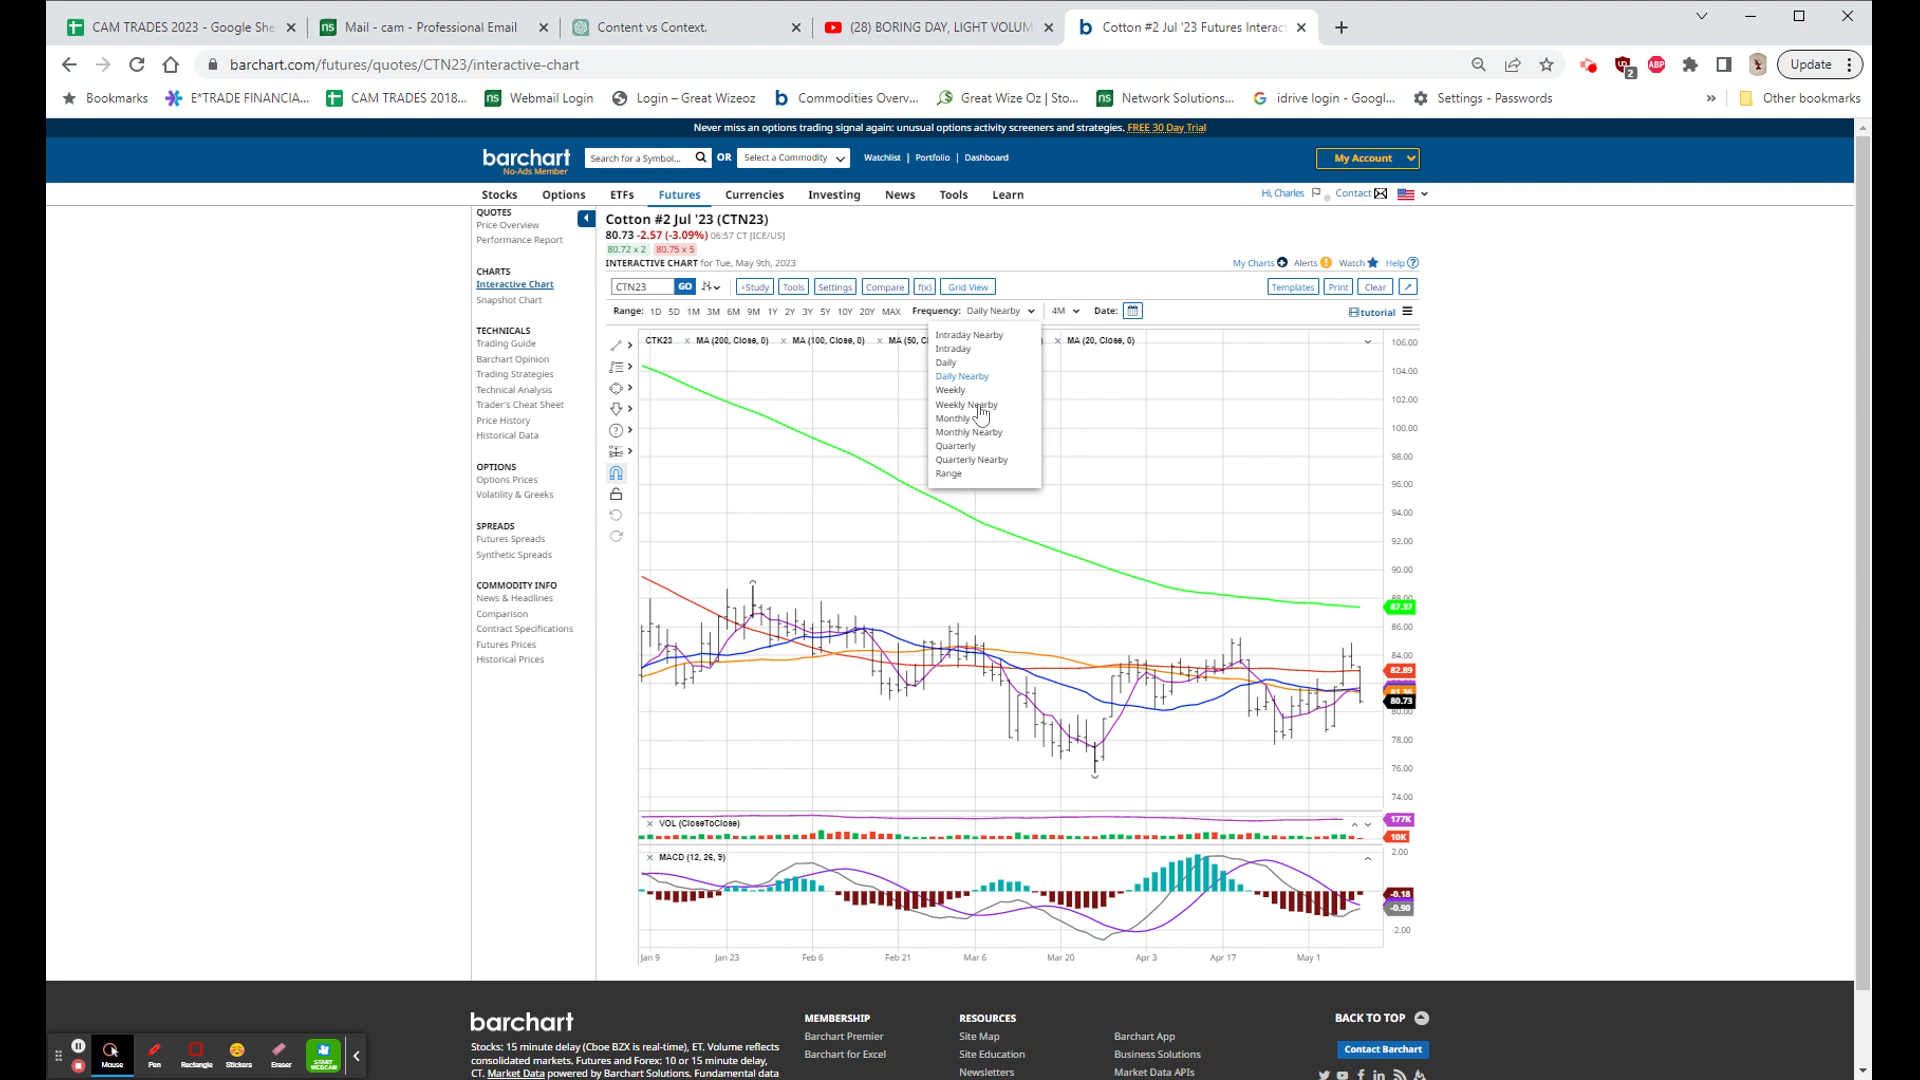 CAM TRADES 2023 - Google She
Mail - cam - Professional Email
Content vs Context.
(28) BORING DAY, LIGHT VOLUM
Cotton #2 Jul '23 Futures Interac
barchart.com/futures/quotes/CTN23/interactive-chart
2
ABP
Update
Bookmarks
E*TRADE FINANCIA...
CAM TRADES 2018...
Webmail Login
Login – Great Wizeoz
Commodities Overv...
Great Wize Oz | Sto...
Network Solutions...
idrive login - Googl...
Settings - Passwords
»
Other bookmarks
Never miss an options trading signal again: unusual options activity screeners and strategies. FREE 30 Day Trial
barchart
No-Ads Member
Search for a Symbol...
OR
Select a Commodity
Watchlist | Portfolio | Dashboard
My Account
Stocks Options ETFs Futures Currencies Investing News Tools Learn
Hi, Charles
Contact
QUOTES
Price Overview
Performance Report
CHARTS
Interactive Chart
Snapshot Chart
TECHNICALS
Trading Guide
Barchart Opinion
Trading Strategies
Technical Analysis
Trader's Cheat Sheet
Price History
Historical Data
OPTIONS
Options Prices
Volatility & Greeks
SPREADS
Futures Spreads
Synthetic Spreads
COMMODITY INFO
News & Headlines
Comparison
Contract Specifications
Futures Prices
Historical Prices
Cotton #2 Jul '23 (CTN23)
80.73 -2.57 (-3.09%) 06:57 CT [ICE/US]
80.72 x 2 80.75 x 5
INTERACTIVE CHART for Tue, May 9th, 2023
My Charts Alerts Watch Help
CTN23 GO +Study Tools Settings Compare f(x) Grid View
Templates Print Clear
Range: 1D 5D 1M 3M 6M 9M 1Y 2Y 3Y 5Y 10Y 20Y MAX Frequency: Daily Nearby 4M Date:
tutorial
CTK23 × MA (200, Close, 0) × MA (100, Close, 0) × MA (50, Cl × MA (20, Close, 0)
Intraday Nearby
Intraday
Daily
Daily Nearby
Weekly
Weekly Nearby
Monthly
Monthly Nearby
Quarterly
Quarterly Nearby
Range
106.00
104.00
102.00
100.00
98.00
96.00
94.00
92.00
90.00
88.00
87.37
86.00
84.00
82.89
81.36
80.73
80.00
78.00
76.00
74.00
× VOL (CloseToClose)
177K
10K
× MACD (12, 26, 9)
2.00
-0.18
-0.90
-2.00
Jan 9 Jan 23 Feb 6 Feb 21 Mar 6 Mar 20 Apr 3 Apr 17 May 1
barchart
Stocks: 15 minute delay (Cboe BZX is real-time), ET. Volume reflects
consolidated markets. Futures and Forex: 10 or 15 minute delay,
CT. Market Data powered by Barchart Solutions. Fundamental data
MEMBERSHIP
Barchart Premier
Barchart for Excel
RESOURCES
Site Map
Site Education
Newsletters
Barchart App
Business Solutions
Market Data APIs
BACK TO TOP
Contact Barchart
Mouse Pen Rectangle Stickers Eraser START WEBCAM